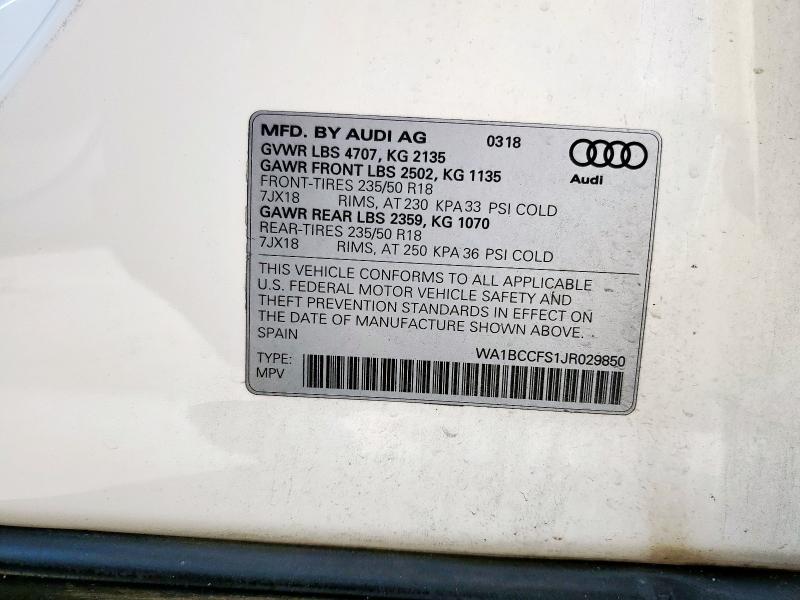 MFD. BY AUDI AG 0318
GVWR LBS 4707, KG 2135
GAWR FRONT LBS 2502, KG 1135
Audi
FRONT-TIRES 235/50 R18
7JX18 RIMS, AT 230 KPA 33 PSI COLD
GAWR REAR LBS 2359, KG 1070
REAR-TIRES 235/50 R18
7JX18 RIMS, AT 250 KPA 36 PSI COLD
THIS VEHICLE CONFORMS TO ALL APPLICABLE
U.S. FEDERAL MOTOR VEHICLE SAFETY AND
THEFT PREVENTION STANDARDS IN EFFECT ON
THE DATE OF MANUFACTURE SHOWN ABOVE.
SPAIN
WA1BCCFS1JR029850
TYPE:
MPV